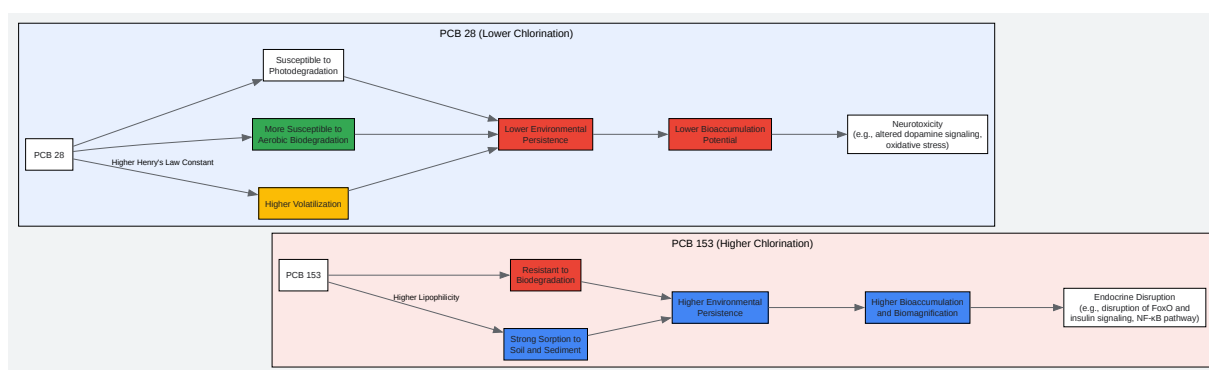 PCB 28 (Lower Chlorination)
Susceptible to
Photodegradation
PCB 28
More Susceptible to
Aerobic Biodegradation
Higher Henry's Law Constant
Higher Volatilization
Lower Environmental
Persistence
Lower Bioaccumulation
Potential
Neurotoxicity
(e.g., altered dopamine signaling,
oxidative stress)
PCB 153 (Higher Chlorination)
PCB 153
Resistant to
Biodegradation
Higher Lipophilicity
Strong Sorption to
Soil and Sediment
Higher Environmental
Persistence
Higher Bioaccumulation
and Biomagnification
Endocrine Disruption
(e.g., disruption of FoxO and
insulin signaling, NF-κB pathway)